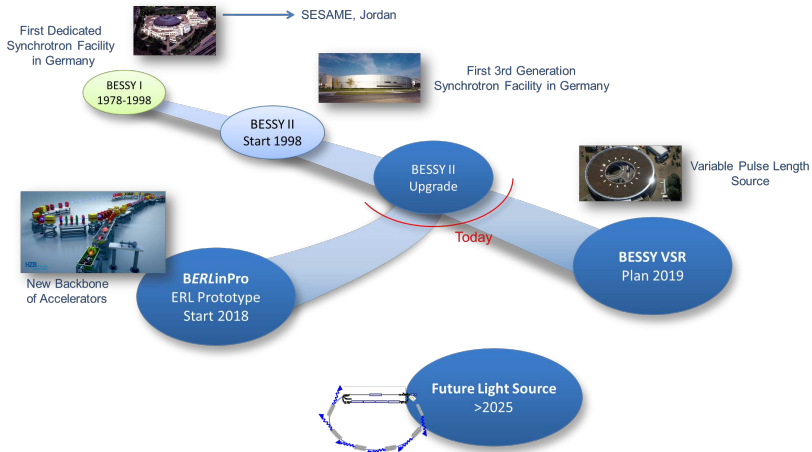 First Dedicated
Synchrotron Facility
in Germany
SESAME, Jordan
BESSY I
1978-1998
First 3rd Generation
Synchrotron Facility in Germany
BESSY II
Start 1998
BESSY II
Upgrade
Variable Pulse Length
Source
Today
HZB
New Backbone
of Accelerators
BERLinPro
ERL Prototype
Start 2018
BESSY VSR
Plan 2019
Future Light Source
>2025